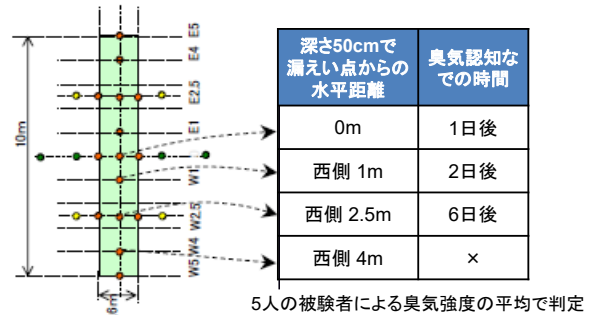 E5
E4
E2.5
E1
W1
W2.5
W4
W5
10m
6m
深さ50cmで
漏えい点からの
水平距離
臭気認知な
での時間
0m
1日後
西側 1m
2日後
西側 2.5m
6日後
西側 4m
×
5人の被験者による臭気強度の平均で判定